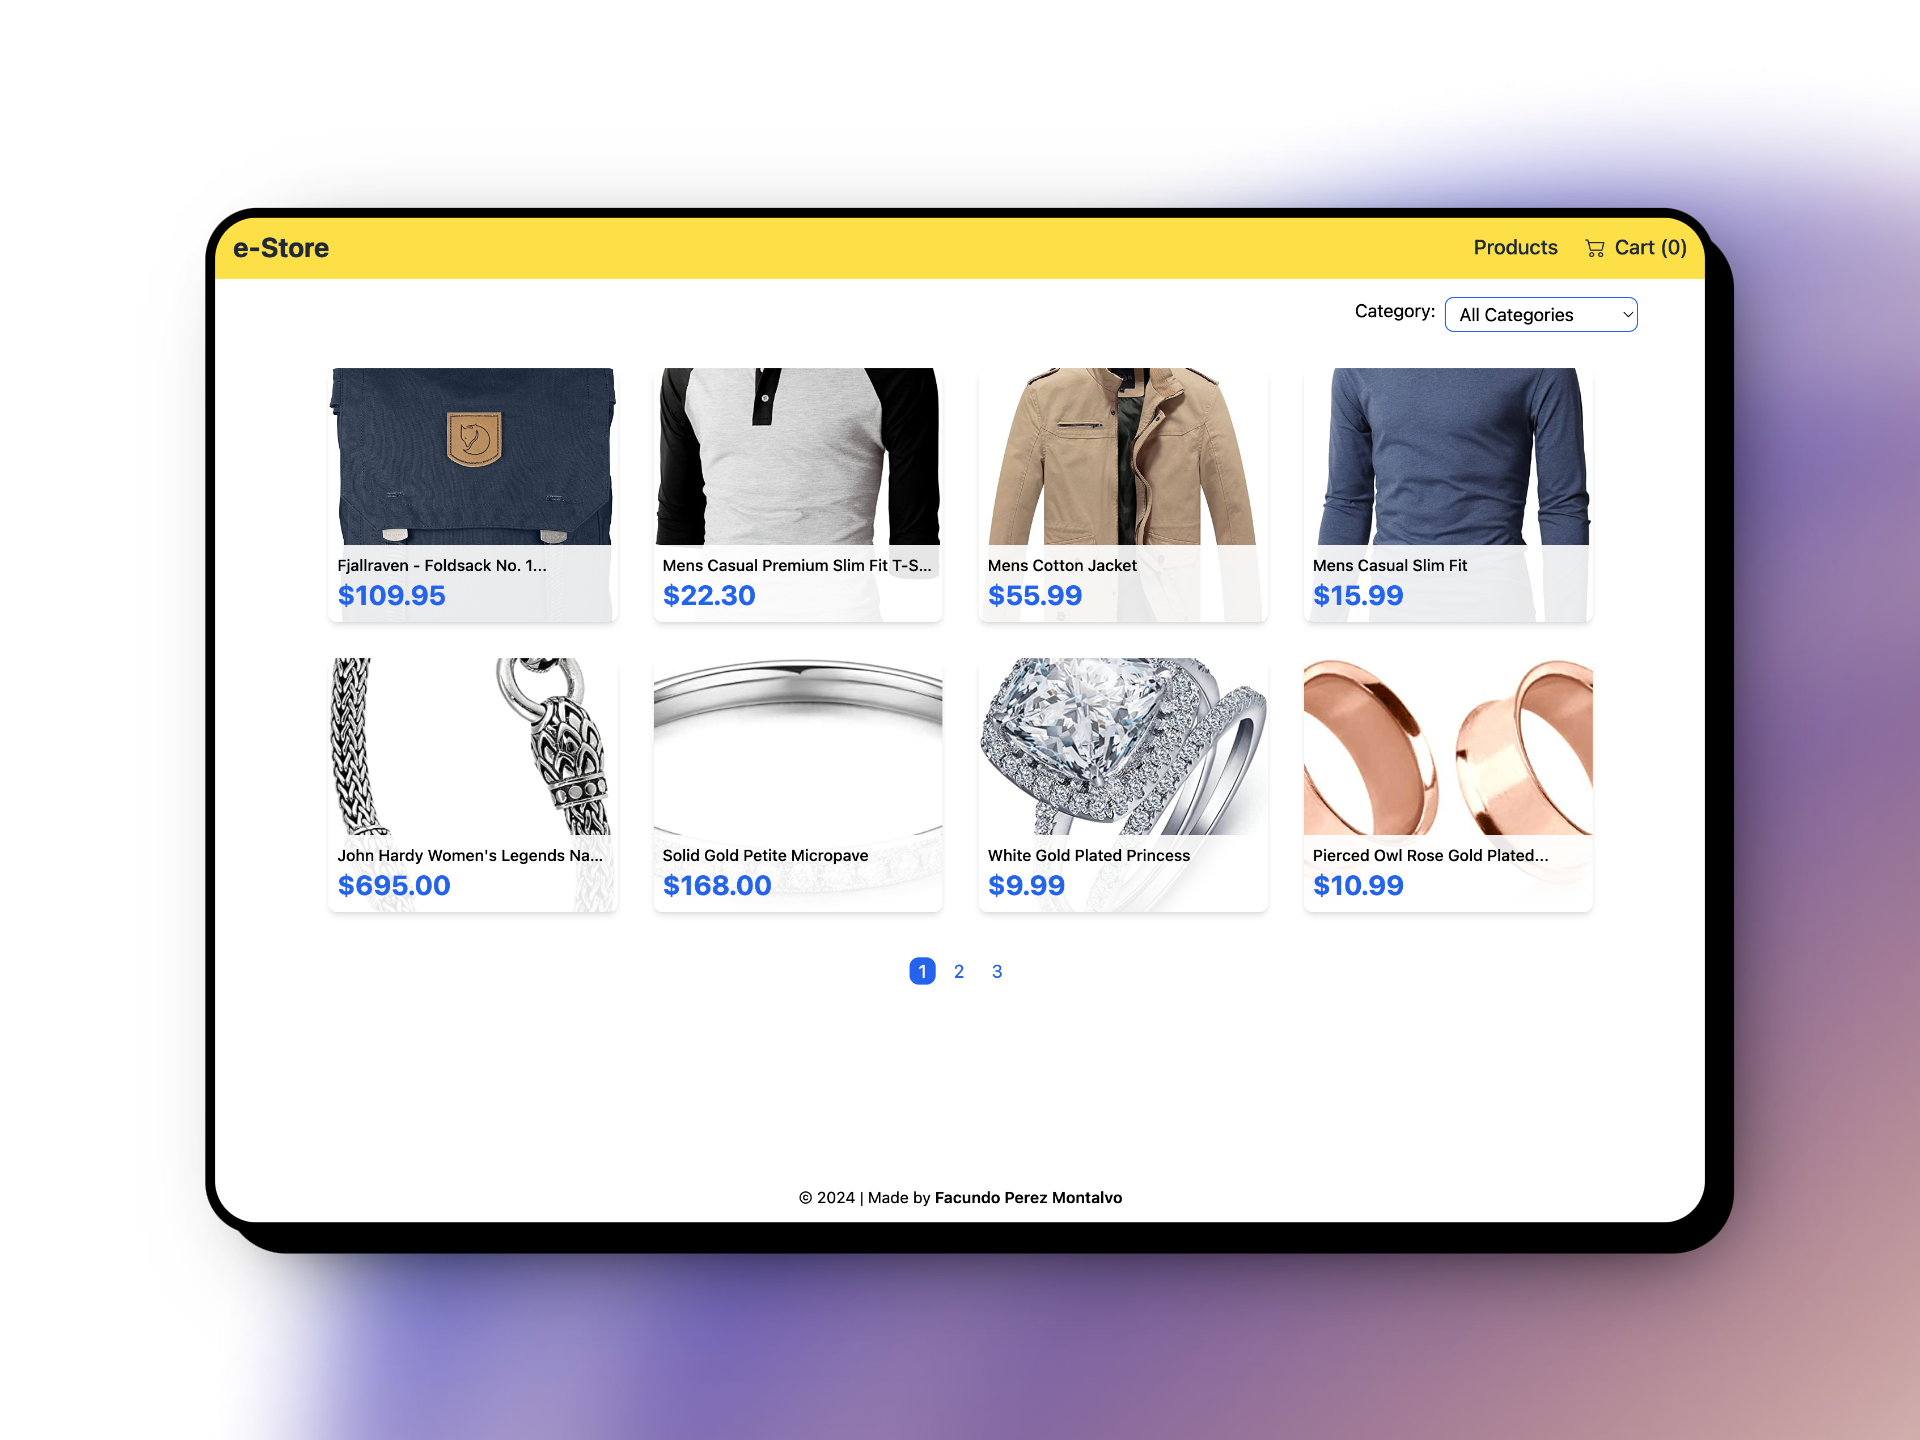 e-Store
Products
Cart (0)
Category:
All Categories
Fjallraven - Foldsack No. 1...
$109.95
Mens Casual Premium Slim Fit T-S...
$22.30
Mens Cotton Jacket
$55.99
Mens Casual Slim Fit
$15.99
John Hardy Women's Legends Na...
$695.00
Solid Gold Petite Micropave
$168.00
White Gold Plated Princess
$9.99
Pierced Owl Rose Gold Plated...
$10.99
1 2 3
© 2024 | Made by Facundo Perez Montalvo